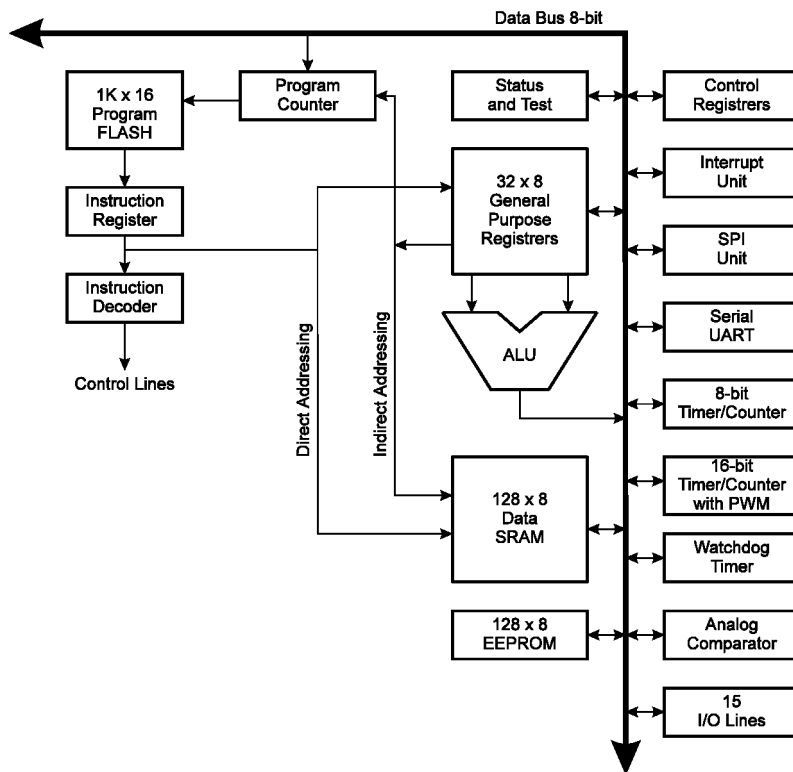 Data Bus 8-bit
1K x 16
Program
FLASH
Program
Counter
Status
and Test
Control
Registrers
Instruction
Register
32 x 8
General
Purpose
Registrers
Interrupt
Unit
SPI
Unit
Instruction
Decoder
Control Lines
ALU
Serial
UART
Direct Addressing
Indirect Addressing
8-bit
Timer/Counter
128 x 8
Data
SRAM
16-bit
Timer/Counter
with PWM
Watchdog
Timer
128 x 8
EEPROM
Analog
Comparator
15
I/O Lines